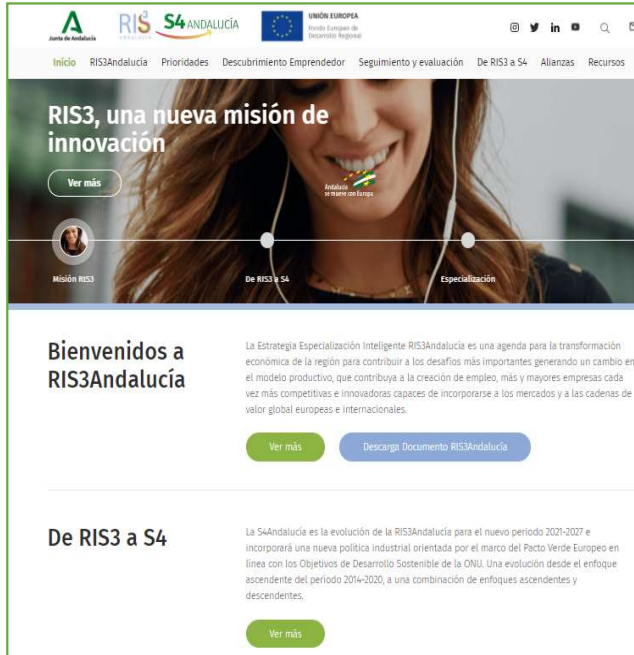 Junta de Andalucía
RIS3
ANDALUCÍA
S4 ANDALUCÍA
UNIÓN EUROPEA
Fondo Europeo de
Desarrollo Regional
Inicio RIS3Andalucía Prioridades Descubrimiento Emprendedor Seguimiento y evaluación De RIS3 a S4 Alianzas Recursos
RIS3, una nueva misión de
innovación
Ver más
Andalucía
se mueve con Europa
Misión RIS3 De RIS3 a S4 Especialización
Bienvenidos a
RIS3Andalucía
La Estrategia Especialización Inteligente RIS3Andalucía es una agenda para la transformación
económica de la región para contribuir a los desafíos más importantes generando un cambio en
el modelo productivo, que contribuya a la creación de empleo, más y mayores empresas cada
vez más competitivas e innovadoras capaces de incorporarse a los mercados y a las cadenas de
valor global europeas e internacionales.
Ver más Descarga Documento RIS3Andalucía
De RIS3 a S4
La S4Andalucía es la evolución de la RIS3Andalucía para el nuevo periodo 2021-2027 e
incorporará una nueva política industrial orientada por el marco del Pacto Verde Europeo en
línea con los Objetivos de Desarrollo Sostenible de la ONU. Una evolución desde el enfoque
ascendente del periodo 2014-2020, a una combinación de enfoques ascendentes y
descendentes.
Ver más